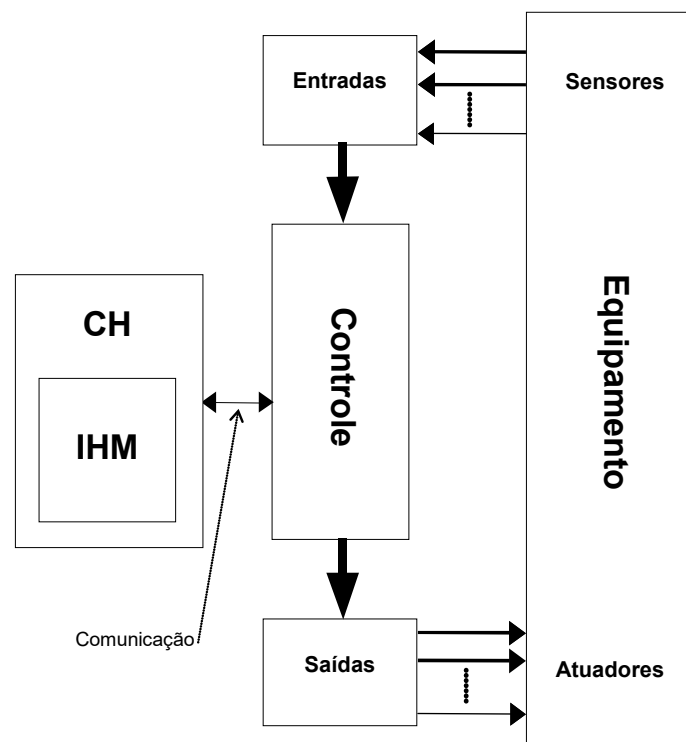 Entradas
Sensores
CH
IHM
Controle
Equipamento
Comunicação
Saídas
Atuadores